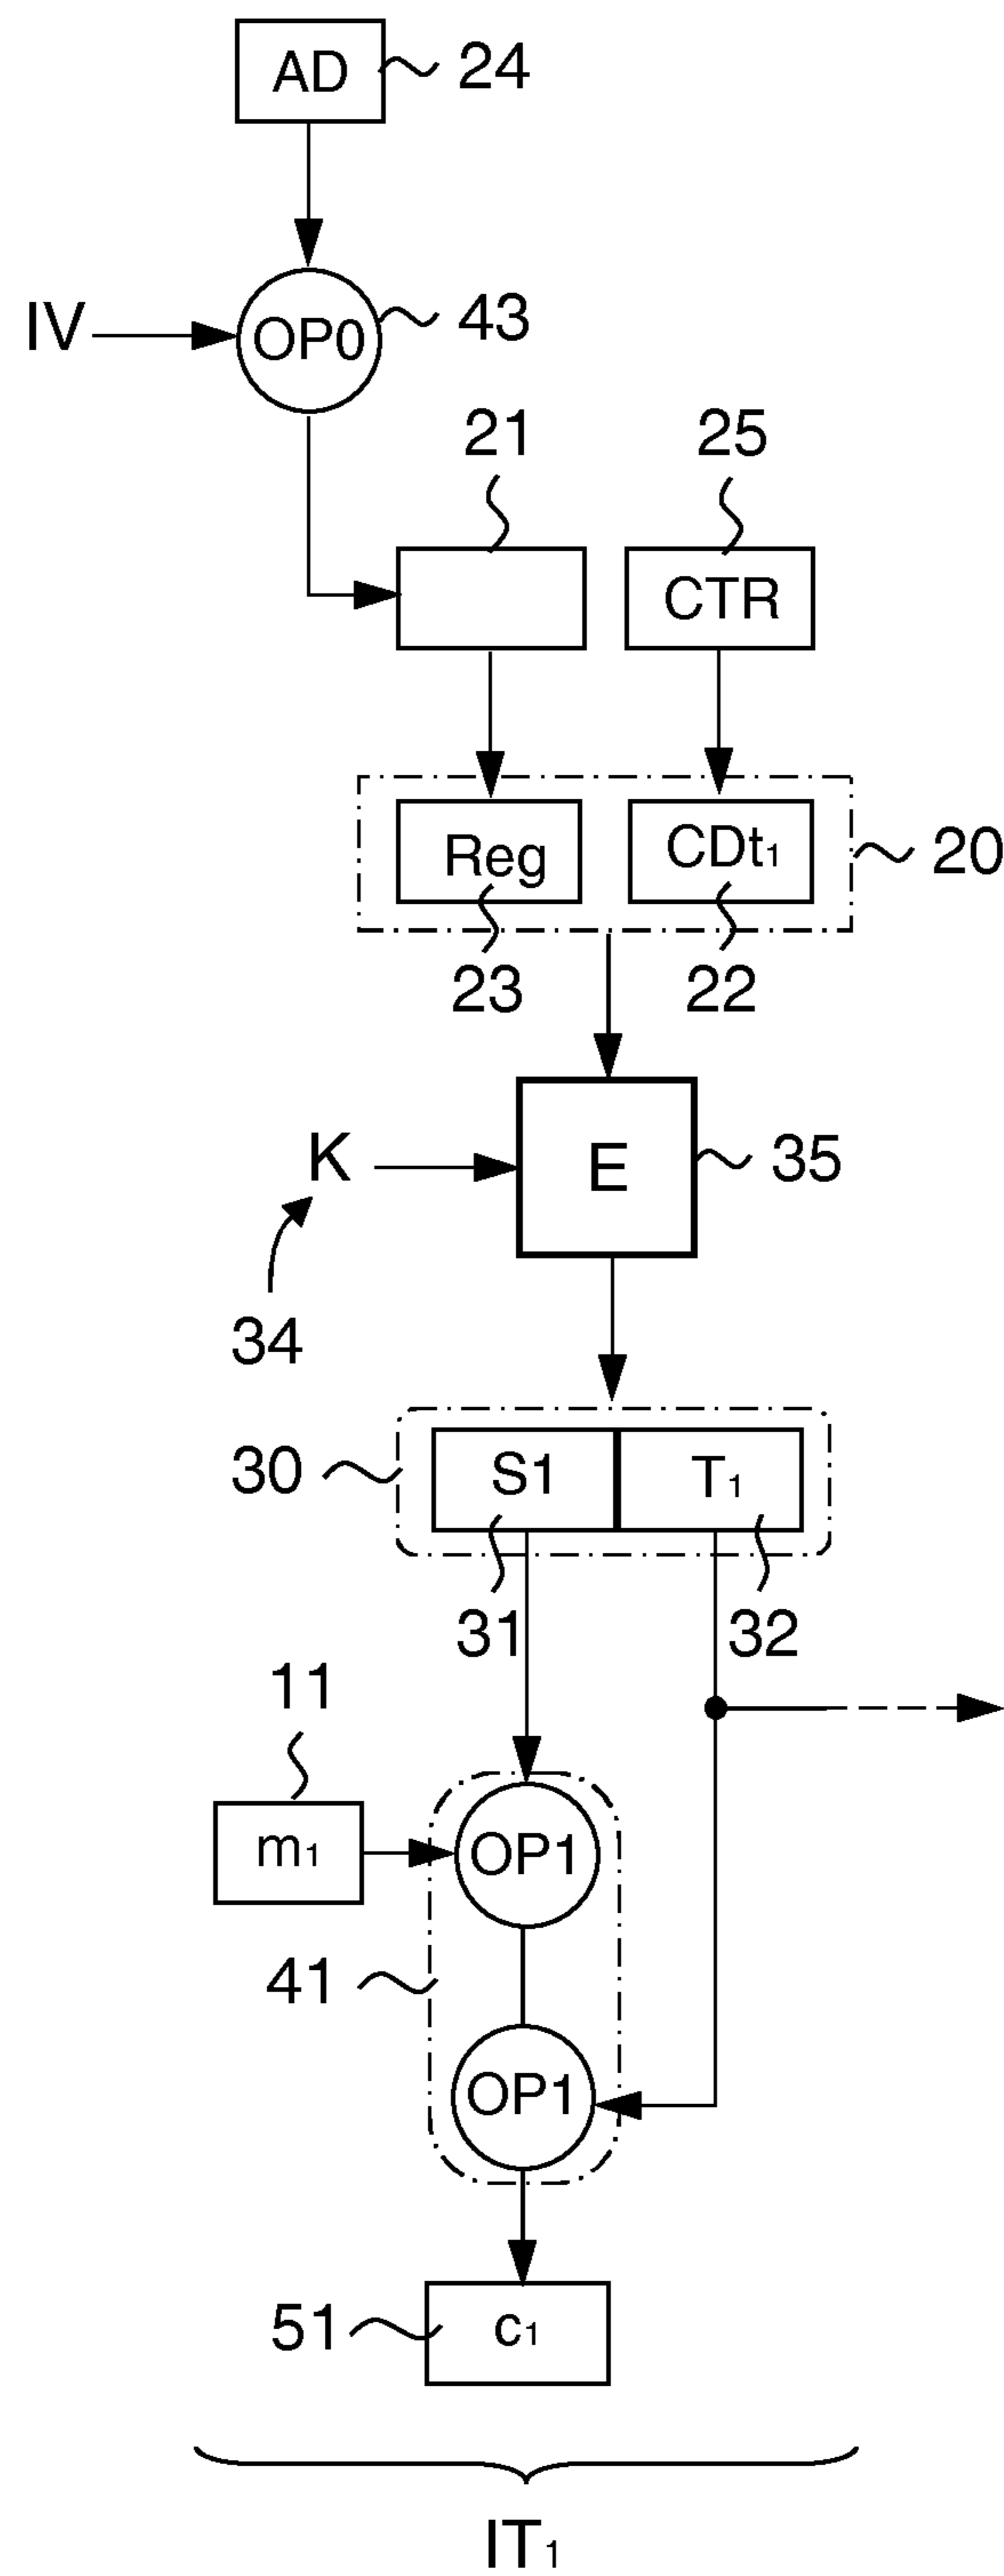 AD 24
IV OP0 43
21 25
CTR
Reg CDt₁ 20
23 22
K E 35
34
30 S1 T₁
31 32
11
m₁ OP1
41
OP1
51 c₁
IT₁